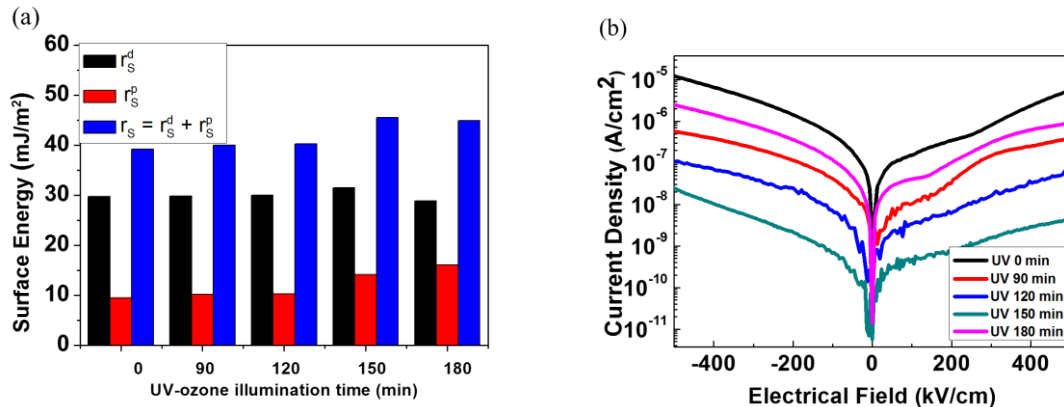 (a)
60
50
40
30
20
10
0
Surface Energy (mJ/m²)
r_S^d
r_S^p
r_S = r_S^d + r_S^p
0 90 120 150 180
UV-ozone illumination time (min)
(b)
10⁻⁵
10⁻⁶
10⁻⁷
10⁻⁸
10⁻⁹
10⁻¹⁰
10⁻¹¹
Current Density (A/cm²)
UV 0 min
UV 90 min
UV 120 min
UV 150 min
UV 180 min
-400 -200 0 200 400
Electrical Field (kV/cm)